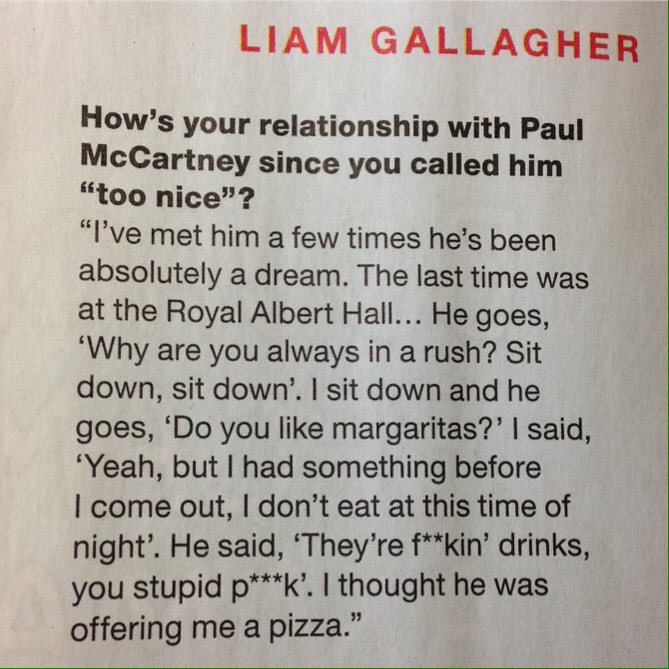 LIAM GALLAGHER
How’s your relationship with Paul
McCartney since you called him
“too nice”?
“I’ve met him a few times he’s been
absolutely a dream. The last time was
at the Royal Albert Hall... He goes,
‘Why are you always in a rush? Sit
down, sit down’. I sit down and he
goes, ‘Do you like margaritas?’ I said,
‘Yeah, but I had something before
I come out, I don’t eat at this time of
night’. He said, ‘They’re f**kin’ drinks,
you stupid p***k’. I thought he was
offering me a pizza.”